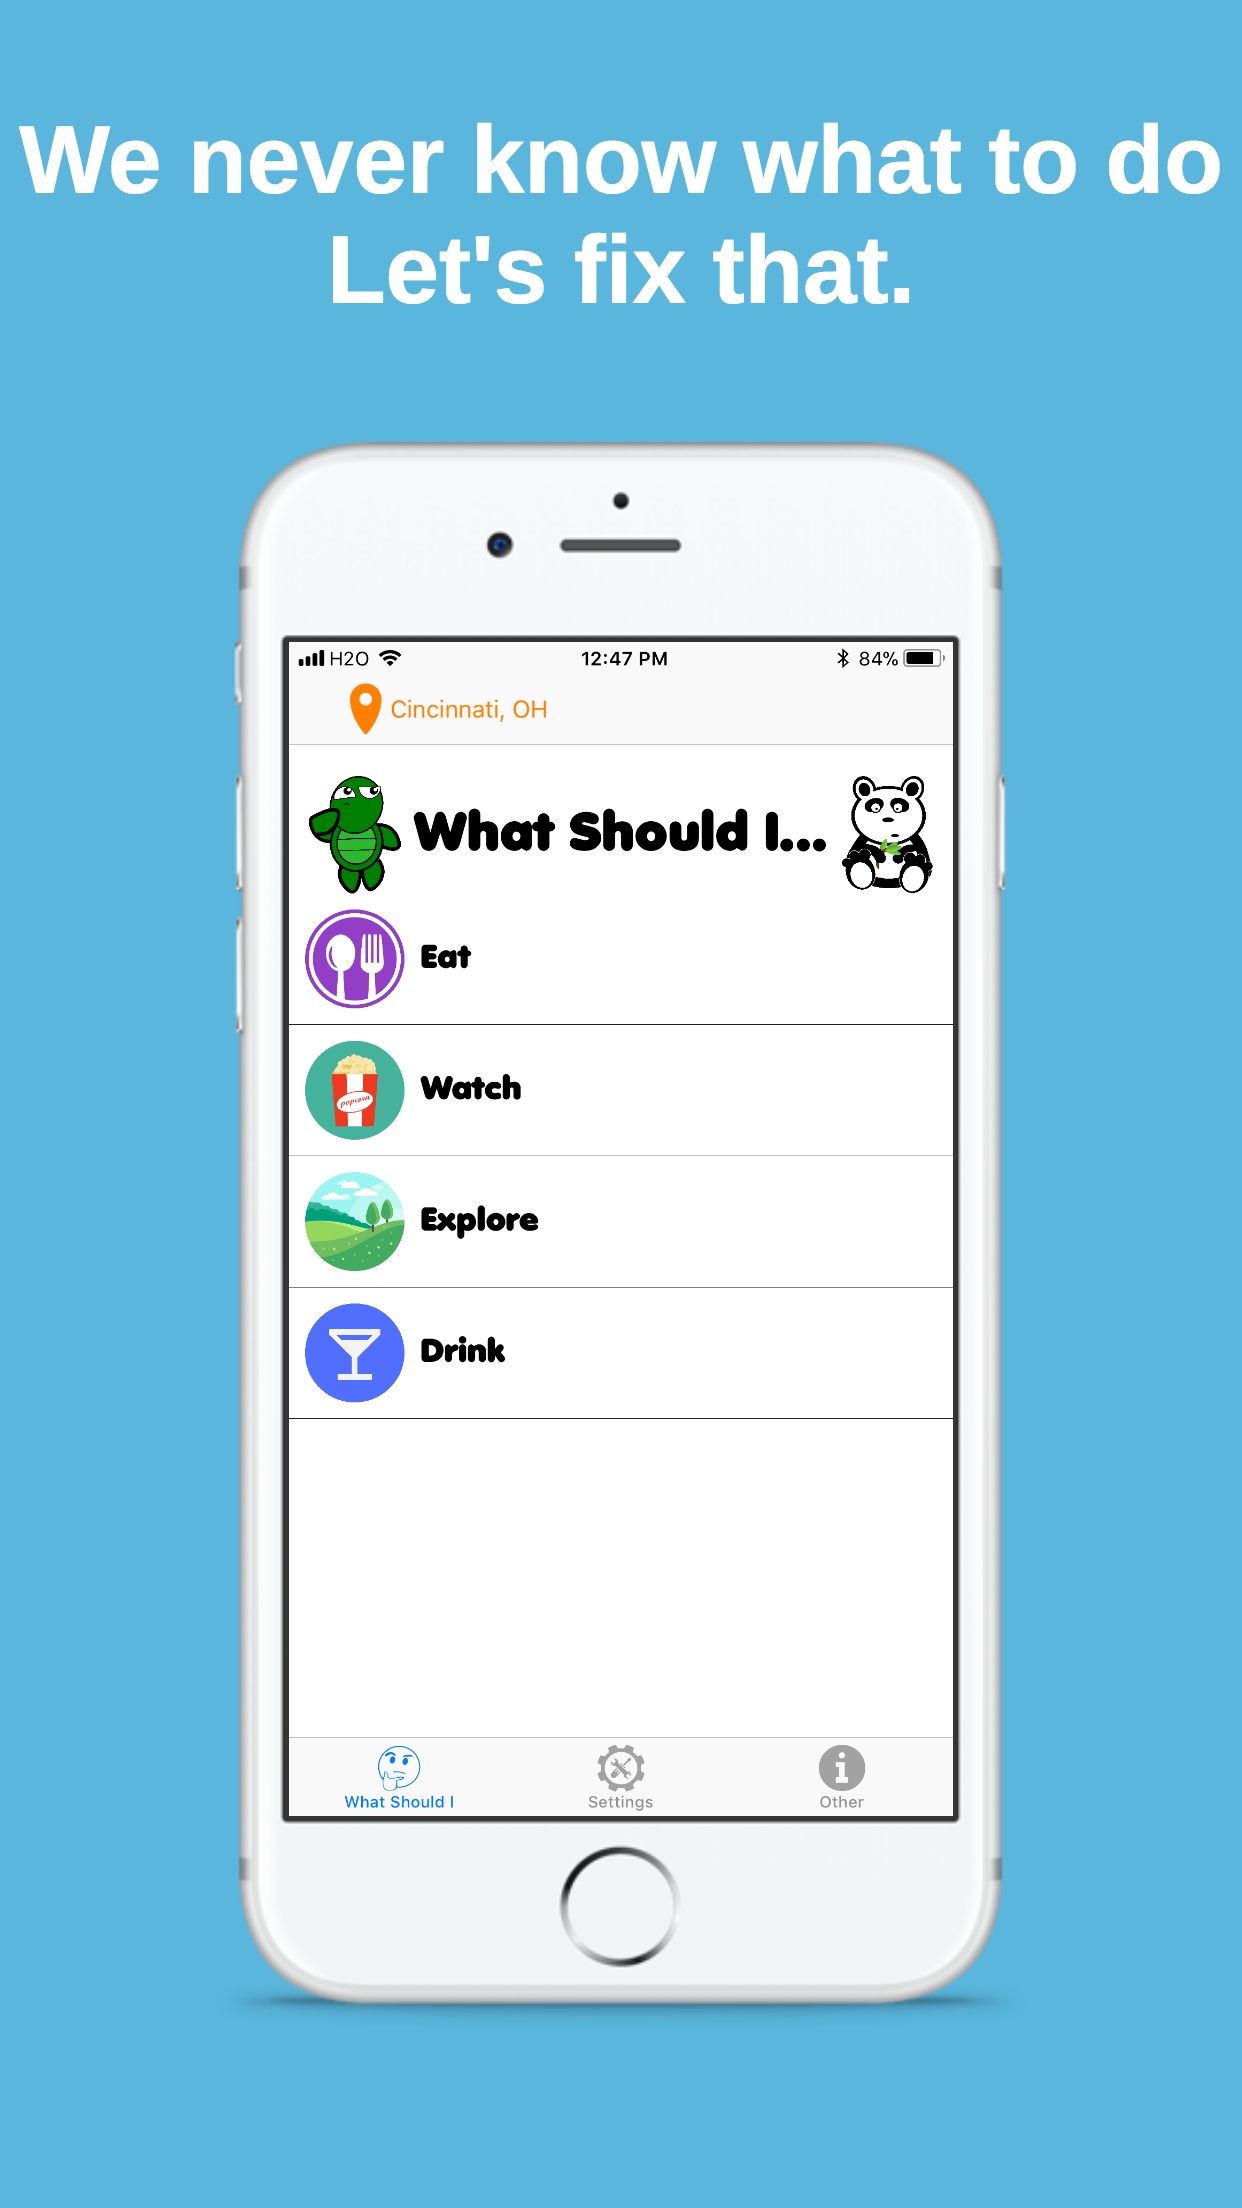 We never know what to do
Let's fix that.
H2O 12:47 PM 84%
Cincinnati, OH
What Should I...
Eat
popcorn
Watch
Explore
Drink
What Should I Settings Other